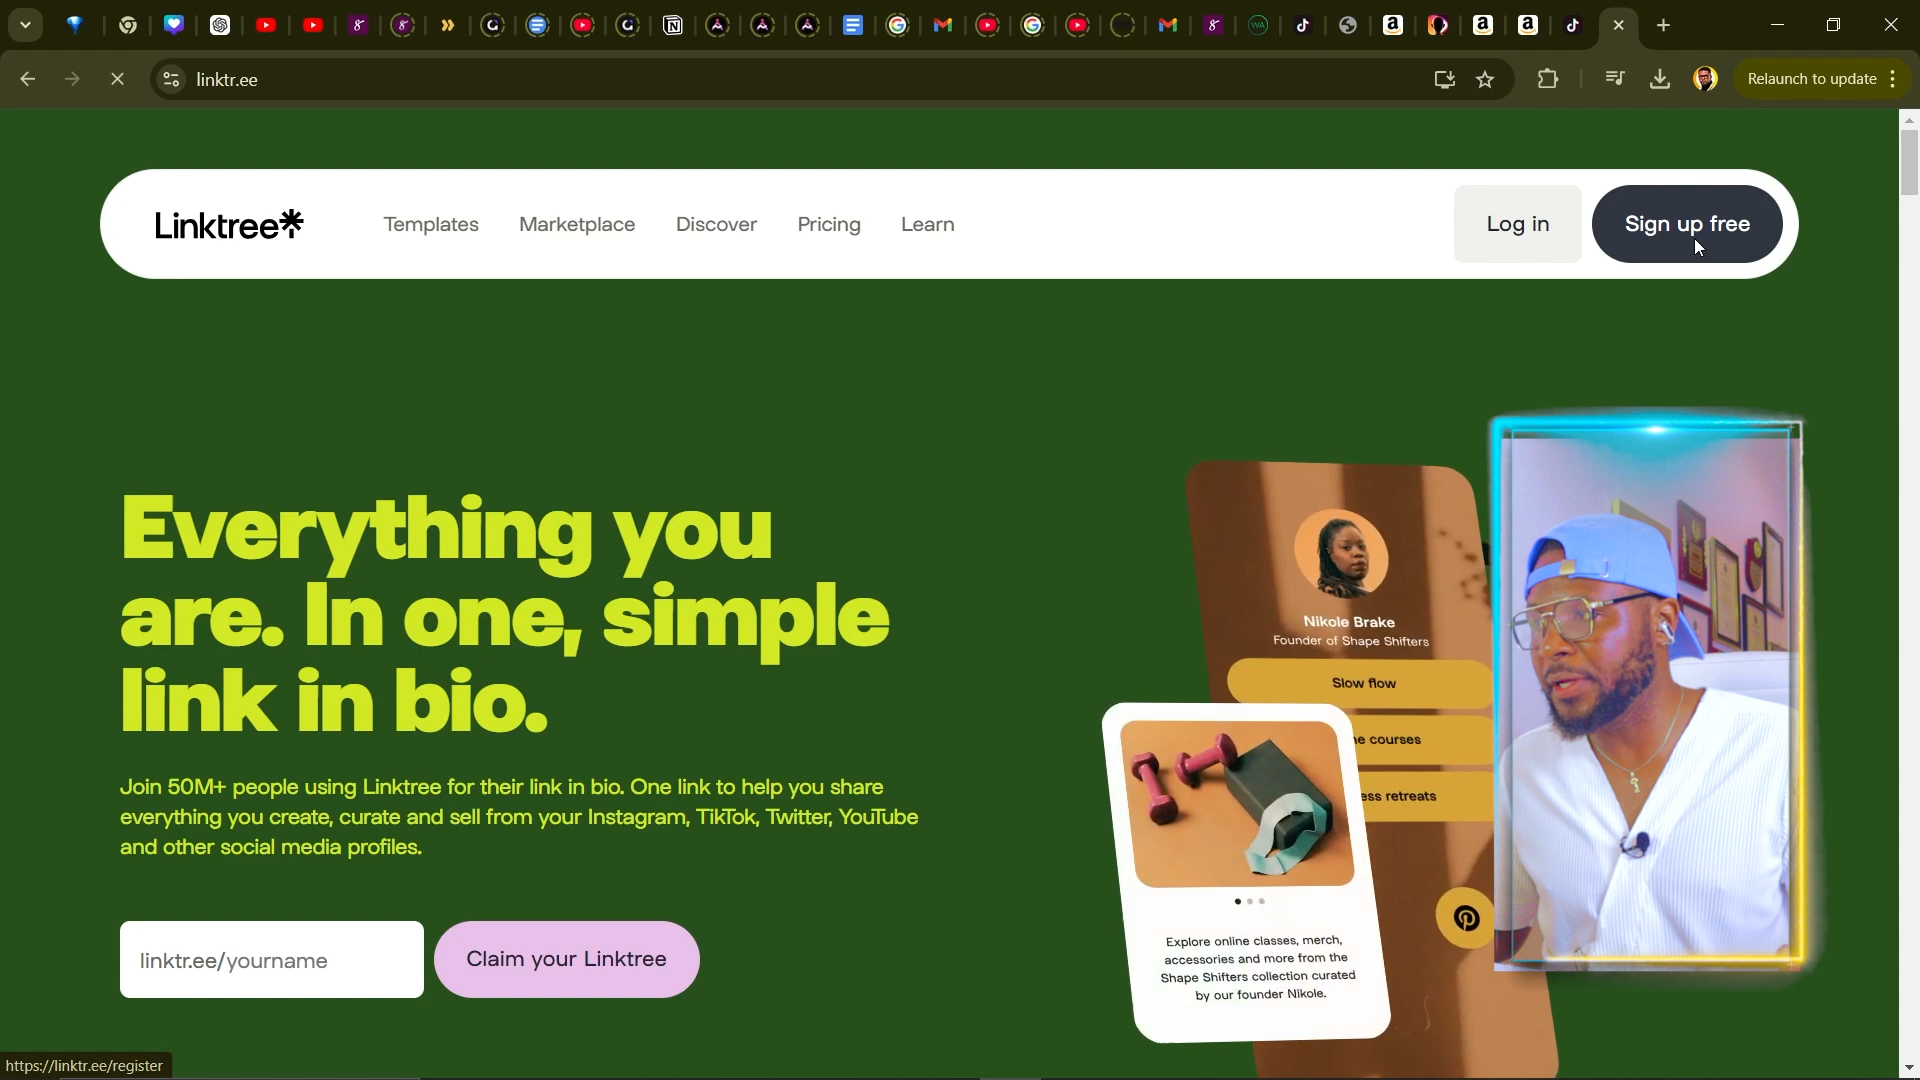 linktr.ee
Relaunch to update
Linktree
Templates
Marketplace
Discover
Pricing
Learn
Log in
Sign up free
Everything you
are. In one, simple
link in bio.
Join 50M+ people using Linktree for their link in bio. One link to help you share
everything you create, curate and sell from your Instagram, TikTok, Twitter, YouTube
and other social media profiles.
linktr.ee/yourname
Claim your Linktree
Nikole Brake
Founder of Shape Shifters
Slow flow
courses
retreats
Explore online classes, merch,
accessories and more from the
Shape Shifters collection curated
by our founder Nikole.
https://linktr.ee/register